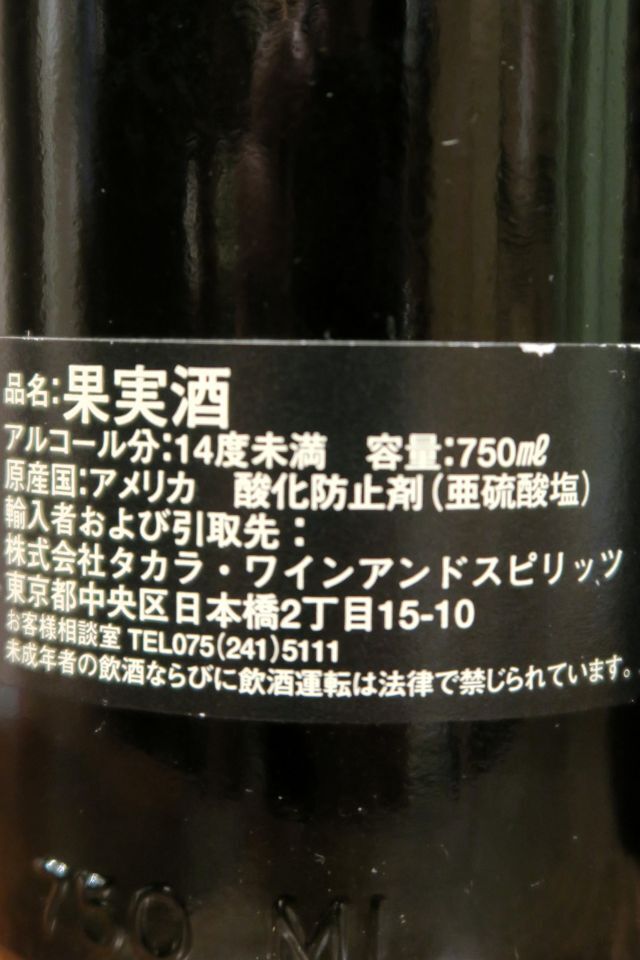 品名:果実酒
アルコール分:14度未満　容量:750㎖
原産国:アメリカ　酸化防止剤(亜硫酸塩)
輸入者および引取先:
株式会社タカラ・ワインアンドスピリッツ
東京都中央区日本橋2丁目15-10
お客様相談室 TEL075(241)5111
未成年者の飲酒ならびに飲酒運転は法律で禁じられています。
750 ML